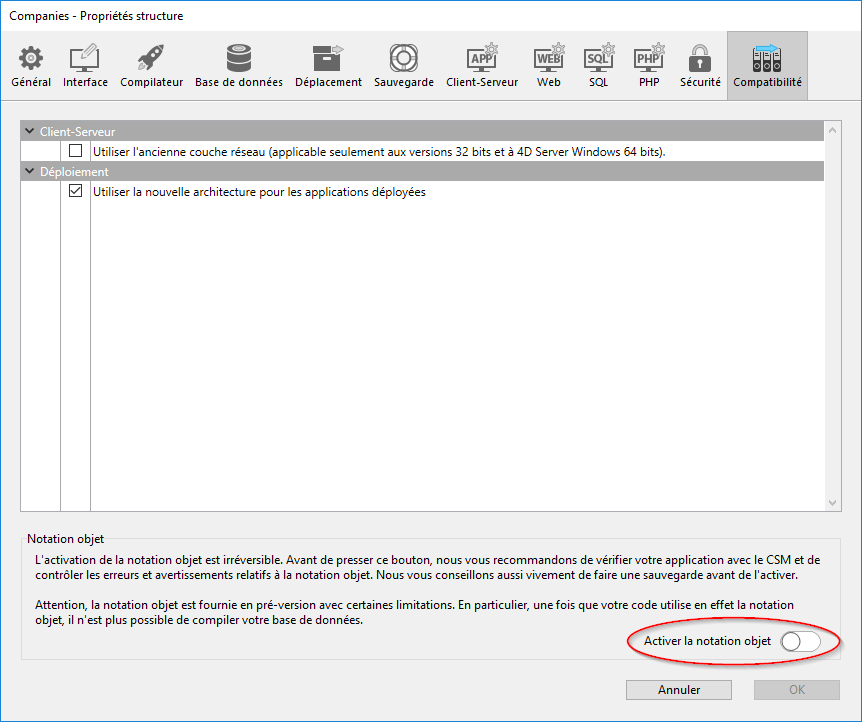 Companies - Propriétés structure
APP WEB SQL PHP
Général Interface Compilateur Base de données Déplacement Sauvegarde Client-Serveur Web SQL PHP Sécurité Compatibilité
Client-Serveur
Utiliser l'ancienne couche réseau (applicable seulement aux versions 32 bits et à 4D Server Windows 64 bits).
Déploiement
Utiliser la nouvelle architecture pour les applications déployées
Notation objet
L'activation de la notation objet est irréversible. Avant de presser ce bouton, nous vous recommandons de vérifier votre application avec le CSM et de
contrôler les erreurs et avertissements relatifs à la notation objet. Nous vous conseillons aussi vivement de faire une sauvegarde avant de l'activer.
Attention, la notation objet est fournie en pré-version avec certaines limitations. En particulier, une fois que votre code utilise en effet la notation
objet, il n'est plus possible de compiler votre base de données.
Activer la notation objet
Annuler OK